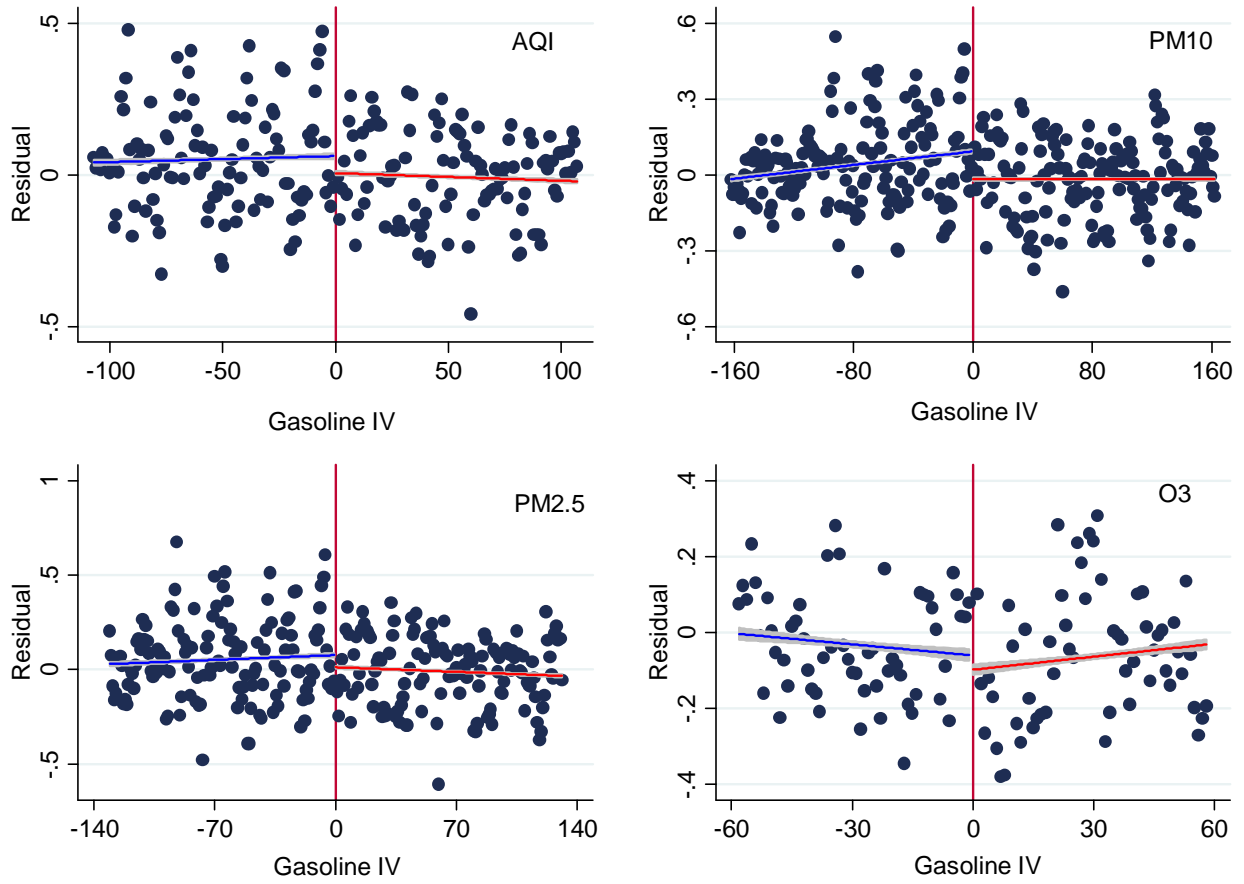 AQI
Residual
.5
0
-.5
-100 -50 0 50 100
Gasoline IV
PM10
Residual
.6
.3
0
-.3
-.6
-160 -80 0 80 160
Gasoline IV
PM2.5
Residual
1
.5
0
-.5
-140 -70 0 70 140
Gasoline IV
O3
Residual
.4
.2
0
-.2
-.4
-60 -30 0 30 60
Gasoline IV